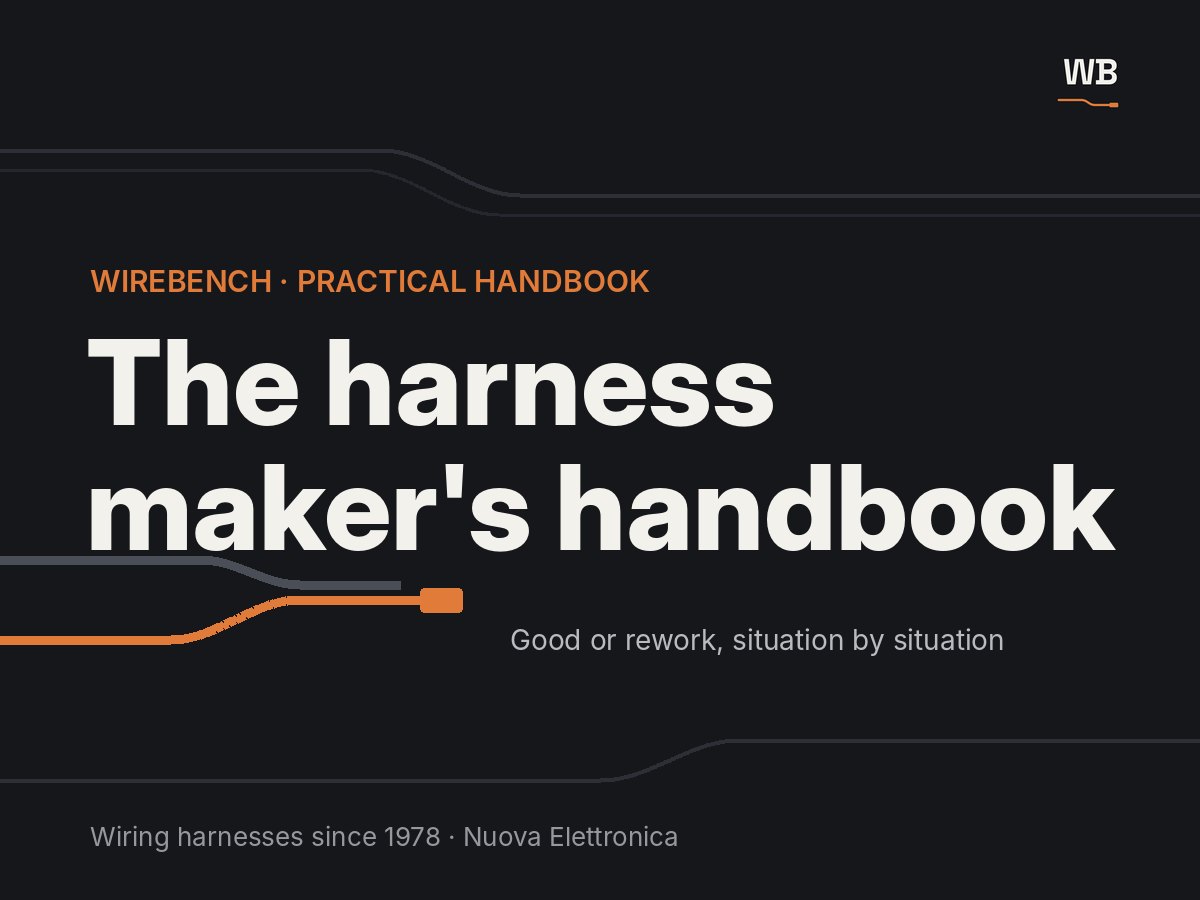 WB
WIREBENCH · PRACTICAL HANDBOOK
The harness
maker's handbook
Good or rework, situation by situation
Wiring harnesses since 1978 · Nuova Elettronica